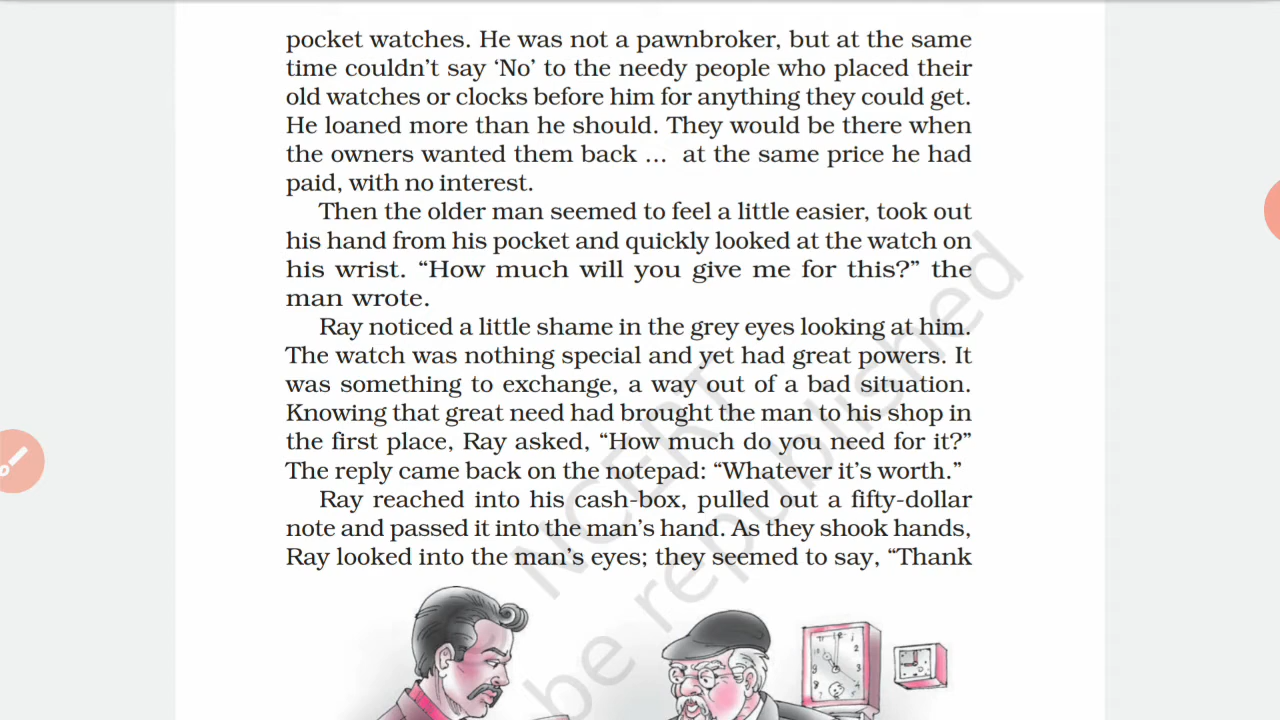 pocket watches. He was not a pawnbroker, but at the same
time couldn’t say ‘No’ to the needy people who placed their
old watches or clocks before him for anything they could get.
He loaned more than he should. They would be there when
the owners wanted them back ... at the same price he had
paid, with no interest.
Then the older man seemed to feel a little easier, took out
his hand from his pocket and quickly looked at the watch on
his wrist. “How much will you give me for this?” the
man wrote.
Ray noticed a little shame in the grey eyes looking at him.
The watch was nothing special and yet had great powers. It
was something to exchange, a way out of a bad situation.
Knowing that great need had brought the man to his shop in
the first place, Ray asked, “How much do you need for it?”
The reply came back on the notepad: “Whatever it’s worth.”
Ray reached into his cash-box, pulled out a fifty-dollar
note and passed it into the man’s hand. As they shook hands,
Ray looked into the man’s eyes; they seemed to say, “Thank
NCERT
be republished